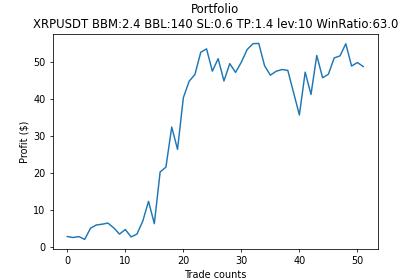 Portfolio
XRPUSDT BBM:2.4 BBL:140 SL:0.6 TP:1.4 lev:10 WinRatio:63.0
Profit ($)
50
40
30
20
10
0
0 10 20 30 40 50
Trade counts